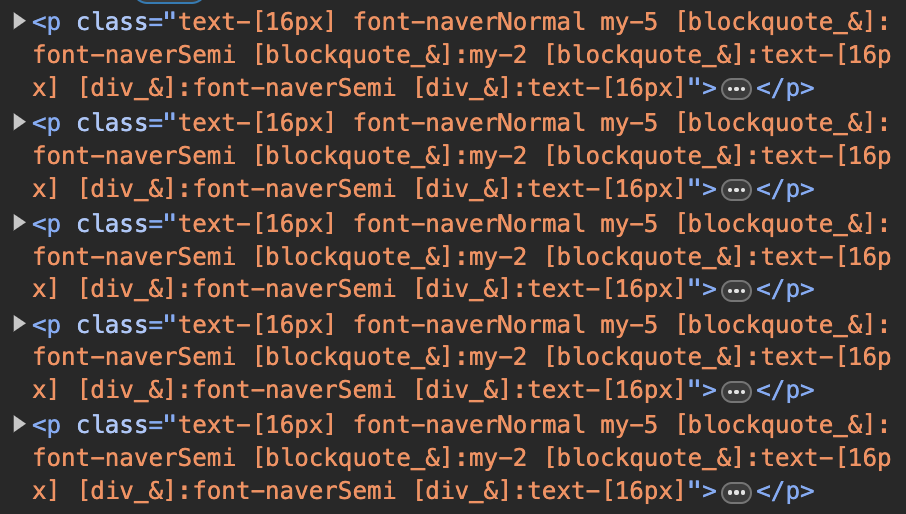 <p class="text-[16px] font-naverNormal my-5 [blockquote_&]:
font-naverSemi [blockquote_&]:my-2 [blockquote_&]:text-[16p
x] [div_&]:font-naverSemi [div_&]:text-[16px]">…</p>
<p class="text-[16px] font-naverNormal my-5 [blockquote_&]:
font-naverSemi [blockquote_&]:my-2 [blockquote_&]:text-[16p
x] [div_&]:font-naverSemi [div_&]:text-[16px]">…</p>
<p class="text-[16px] font-naverNormal my-5 [blockquote_&]:
font-naverSemi [blockquote_&]:my-2 [blockquote_&]:text-[16p
x] [div_&]:font-naverSemi [div_&]:text-[16px]">…</p>
<p class="text-[16px] font-naverNormal my-5 [blockquote_&]:
font-naverSemi [blockquote_&]:my-2 [blockquote_&]:text-[16p
x] [div_&]:font-naverSemi [div_&]:text-[16px]">…</p>
<p class="text-[16px] font-naverNormal my-5 [blockquote_&]:
font-naverSemi [blockquote_&]:my-2 [blockquote_&]:text-[16p
x] [div_&]:font-naverSemi [div_&]:text-[16px]">…</p>